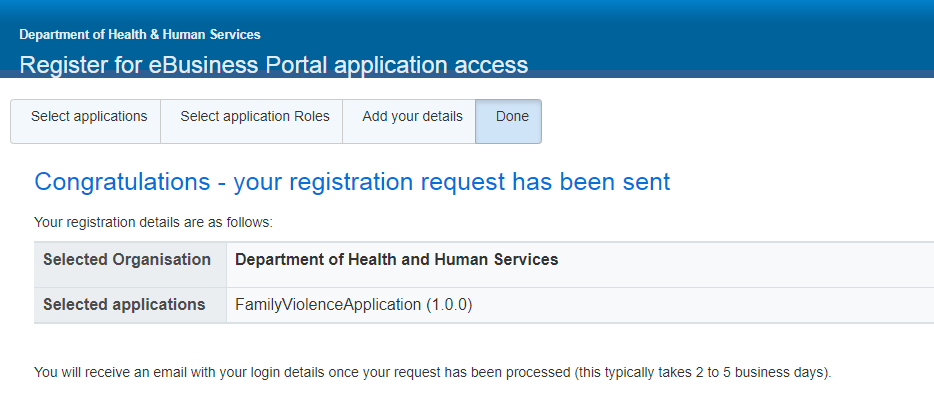 Department of Health & Human Services
Register for eBusiness Portal application access
Select applications Select application Roles Add your details Done
Congratulations - your registration request has been sent
Your registration details are as follows:
Selected Organisation Department of Health and Human Services
Selected applications FamilyViolenceApplication (1.0.0)
You will receive an email with your login details once your request has been processed (this typically takes 2 to 5 business days).